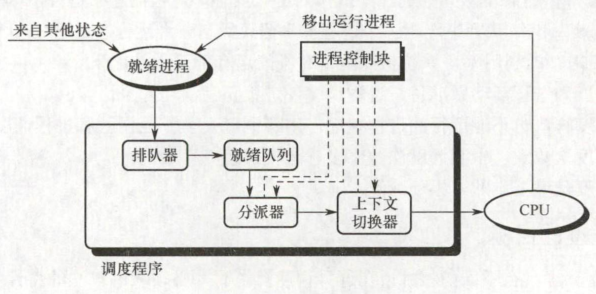 来自其他状态
移出运行进程
就绪进程
进程控制块
排队器
就绪队列
分派器
上下文
切换器
CPU
调度程序